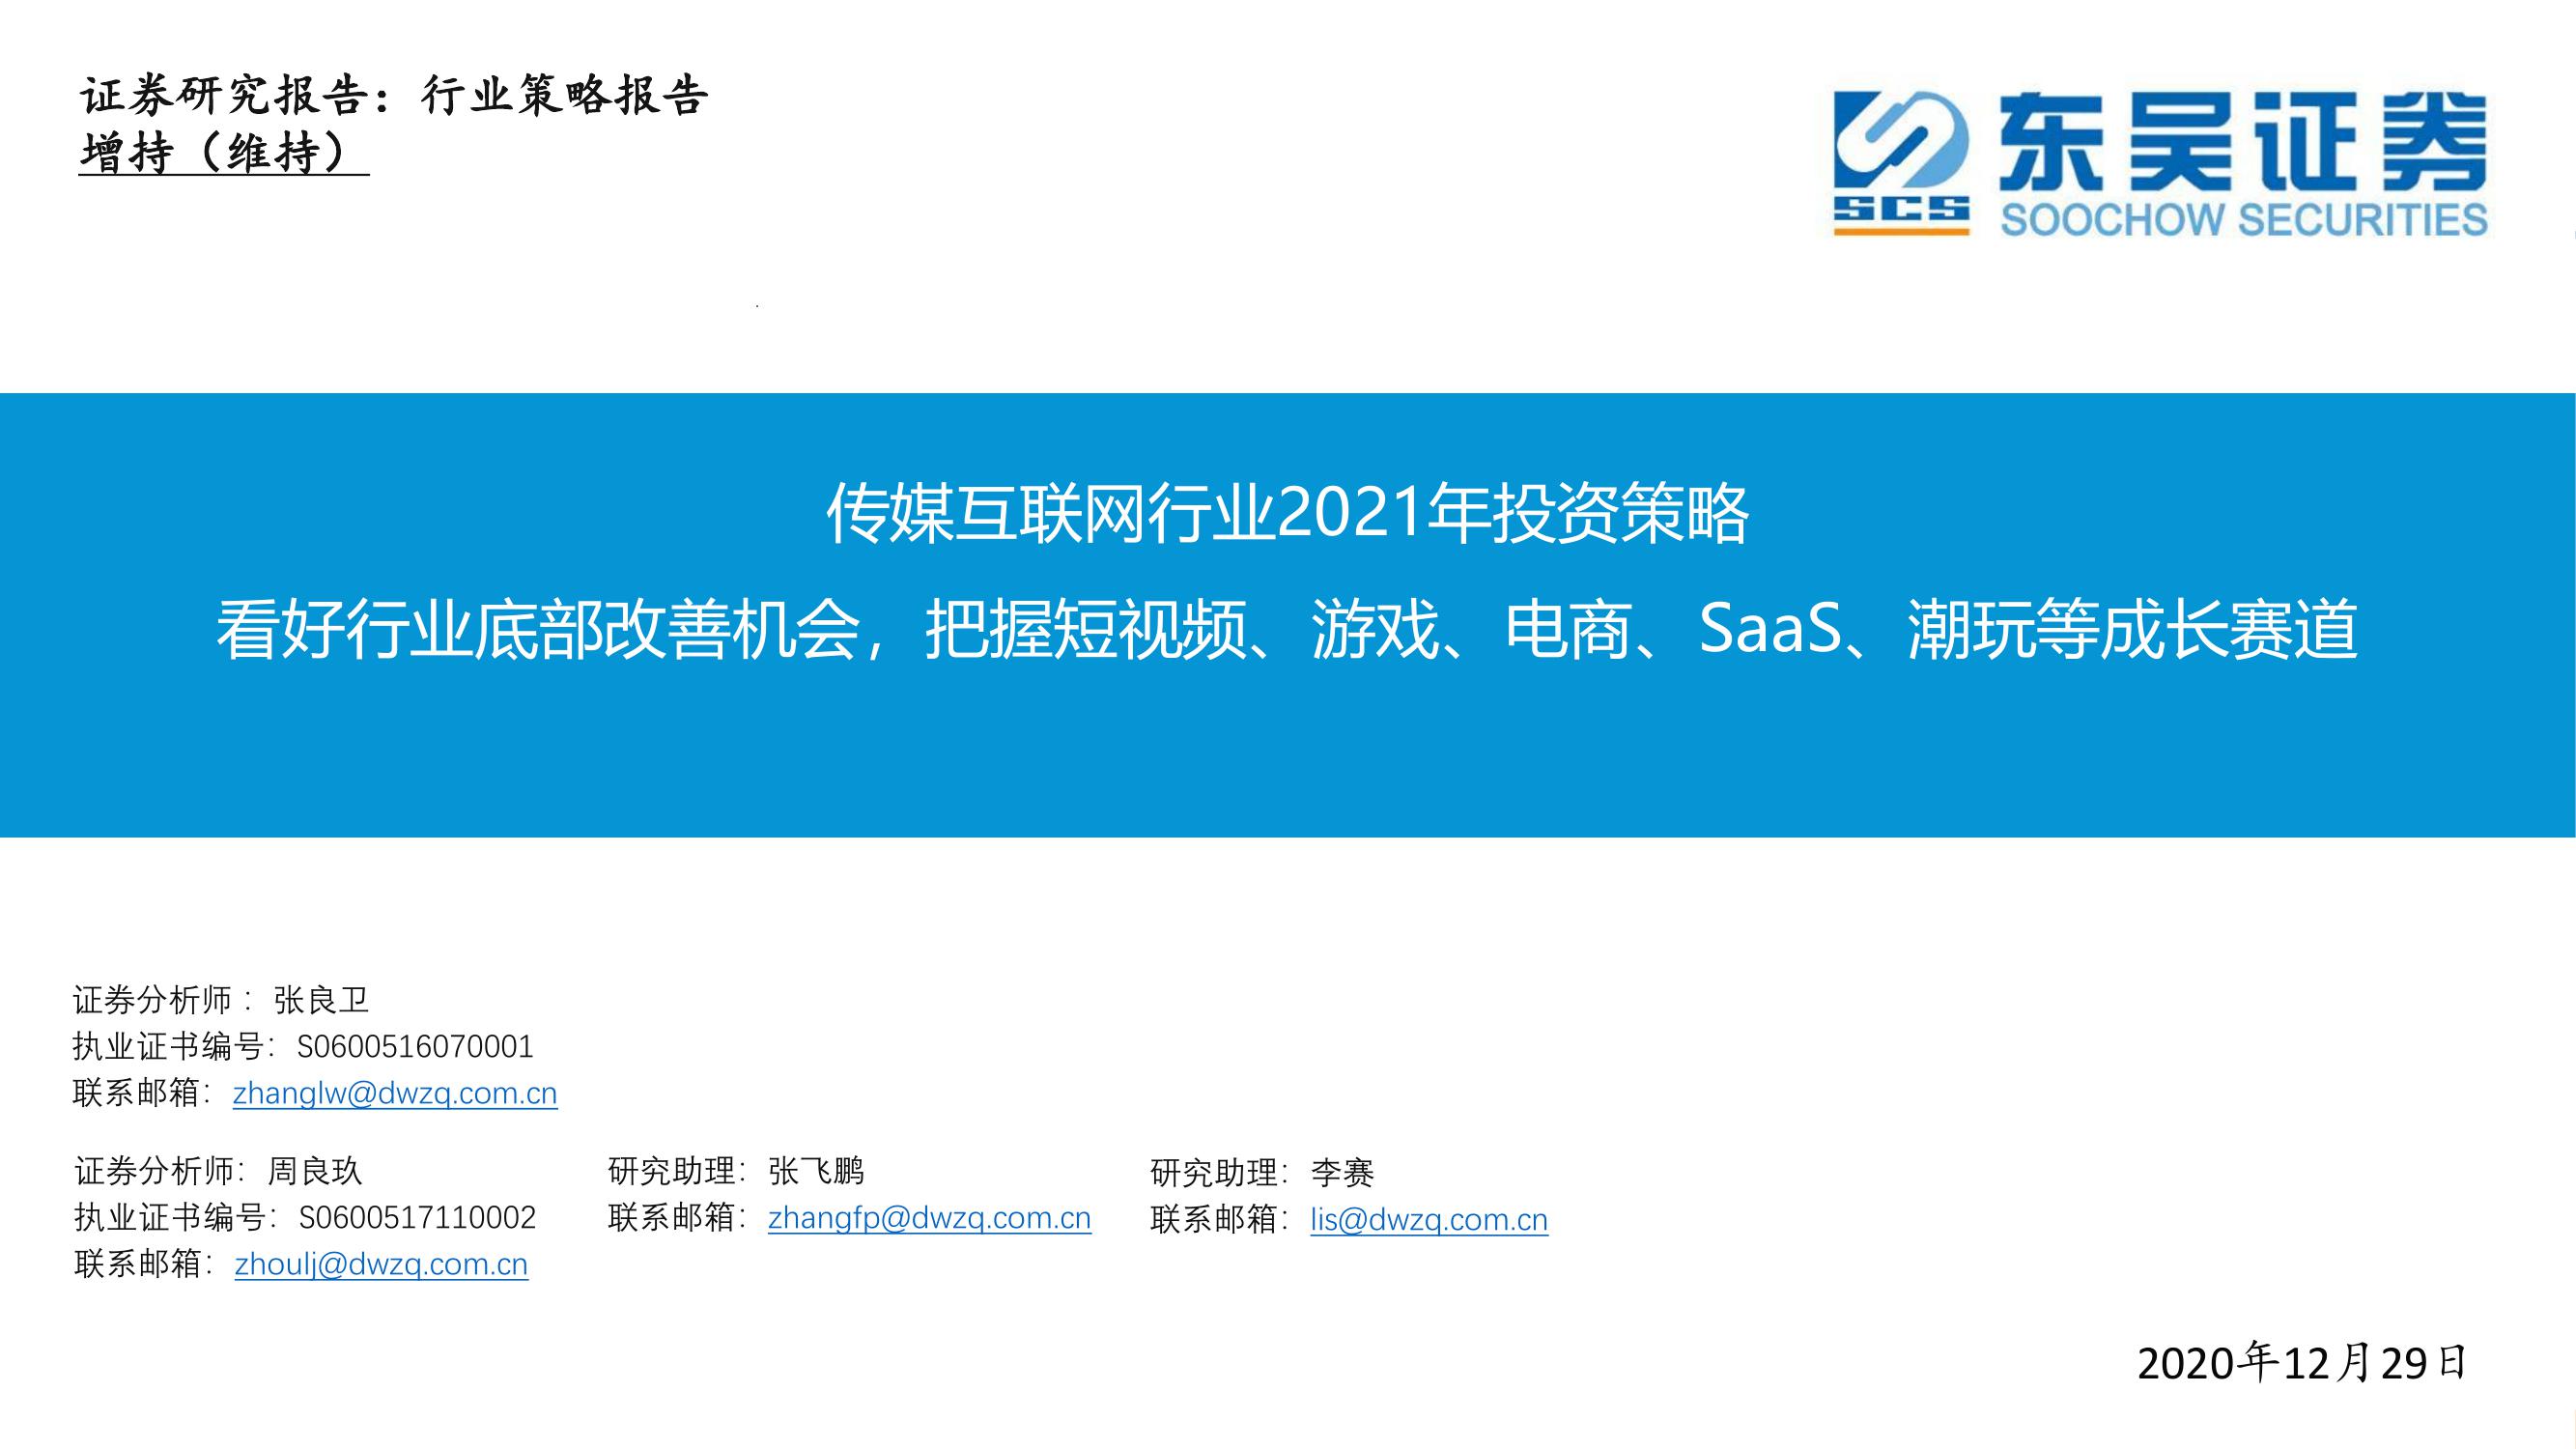 证券研究报告：行业策略报告
增持（维持）
SCS
东吴证券
SOOCHOW SECURITIES
传媒互联网行业2021年投资策略
看好行业底部改善机会，把握短视频、游戏、电商、SaaS、潮玩等成长赛道
证券分析师 ：张良卫
执业证书编号：S0600516070001
联系邮箱：zhanglw@dwzq.com.cn
证券分析师：周良玖
执业证书编号：S0600517110002
联系邮箱：zhoulj@dwzq.com.cn
研究助理：张飞鹏
联系邮箱：zhangfp@dwzq.com.cn
研究助理：李赛
联系邮箱：lis@dwzq.com.cn
2020年12月29日